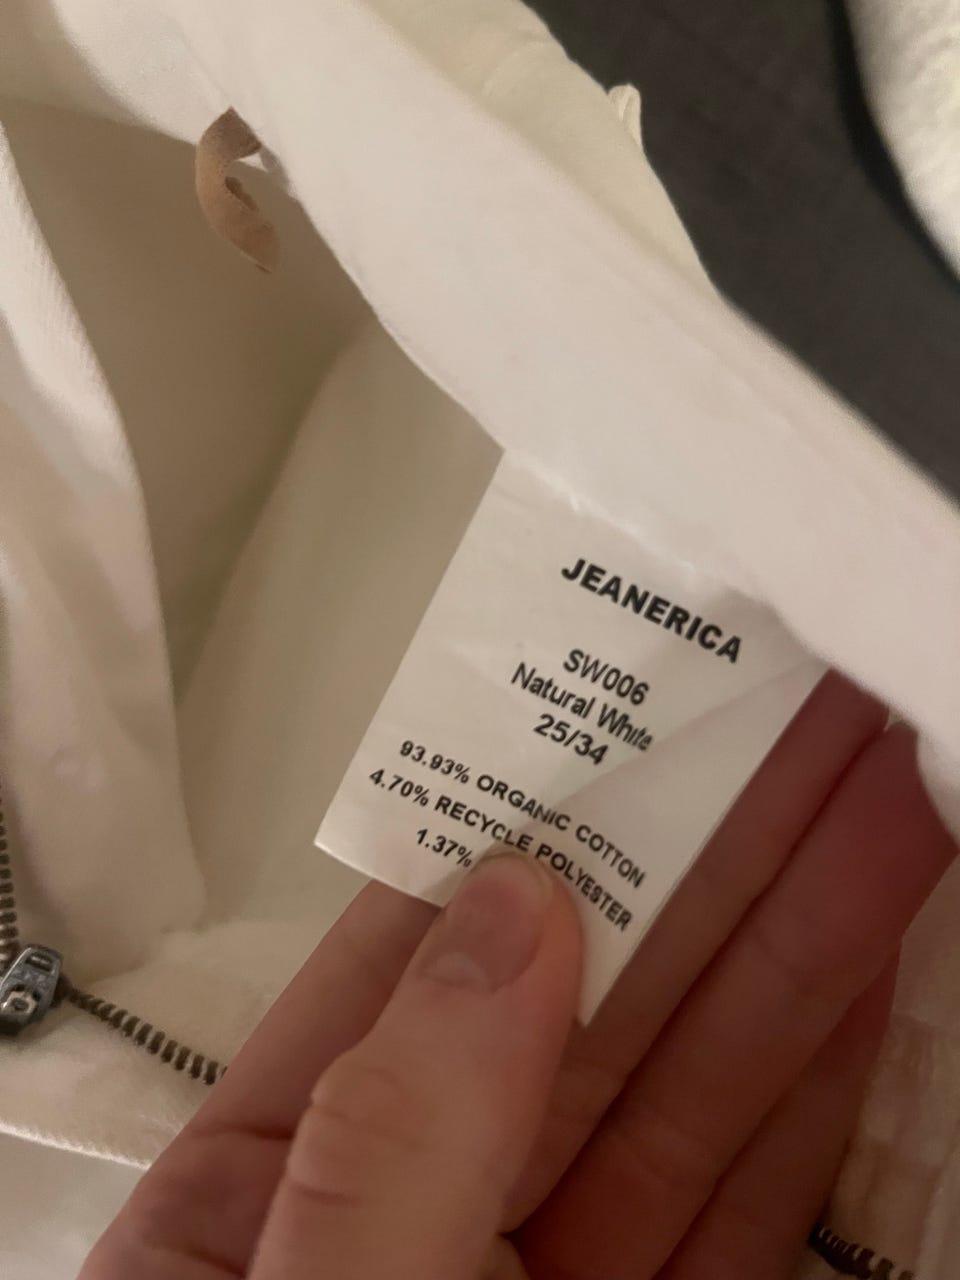 JEANERICA
SW006
Natural White
25/34
93.93% ORGANIC COTTON
4.70% RECYCLE POLYESTER
1.37%